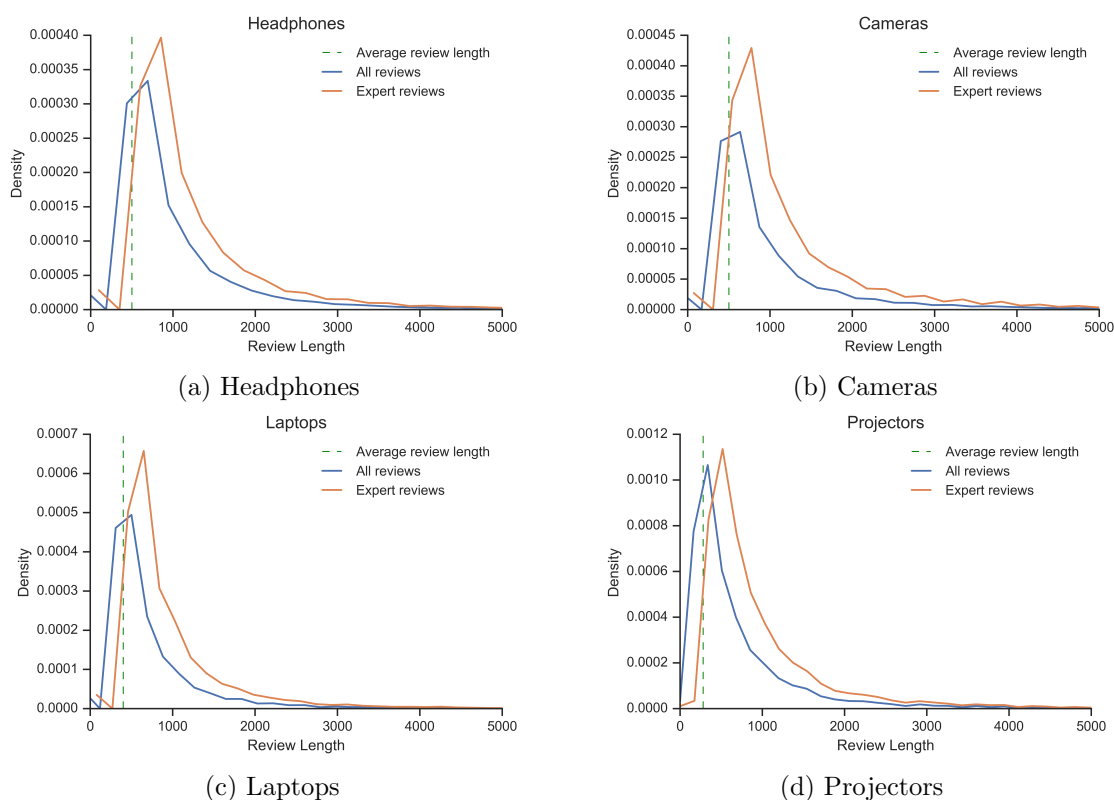 Headphones
0.00040
0.00035
0.00030
0.00025
0.00020
0.00015
0.00010
0.00005
0.00000
Density
0 1000 2000 3000 4000 5000
Review Length
Average review length
All reviews
Expert reviews
(a) Headphones
Cameras
0.00045
0.00040
0.00035
0.00030
0.00025
0.00020
0.00015
0.00010
0.00005
0.00000
Density
0 1000 2000 3000 4000 5000
Review Length
Average review length
All reviews
Expert reviews
(b) Cameras
Laptops
0.0007
0.0006
0.0005
0.0004
0.0003
0.0002
0.0001
0.0000
Density
0 1000 2000 3000 4000 5000
Review Length
Average review length
All reviews
Expert reviews
(c) Laptops
Projectors
0.0012
0.0010
0.0008
0.0006
0.0004
0.0002
0.0000
Density
0 1000 2000 3000 4000 5000
Review Length
Average review length
All reviews
Expert reviews
(d) Projectors